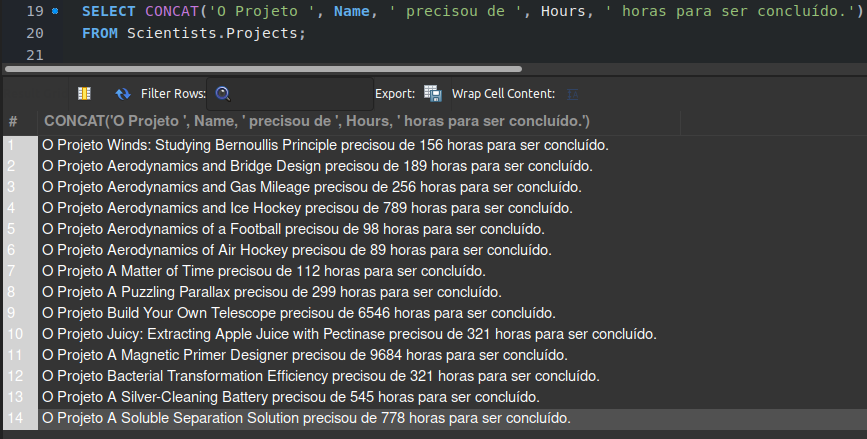 19 SELECT CONCAT('O Projeto ', Name, ' precisou de ', Hours, ' horas para ser concluído.')
20 FROM Scientists.Projects;
21
Filter Rows: Export: Wrap Cell Content:
# CONCAT('O Projeto ', Name, ' precisou de ', Hours, ' horas para ser concluído.')
1 O Projeto Winds: Studying Bernoullis Principle precisou de 156 horas para ser concluído.
2 O Projeto Aerodynamics and Bridge Design precisou de 189 horas para ser concluído.
3 O Projeto Aerodynamics and Gas Mileage precisou de 256 horas para ser concluído.
4 O Projeto Aerodynamics and Ice Hockey precisou de 789 horas para ser concluído.
5 O Projeto Aerodynamics of a Football precisou de 98 horas para ser concluído.
6 O Projeto Aerodynamics of Air Hockey precisou de 89 horas para ser concluído.
7 O Projeto A Matter of Time precisou de 112 horas para ser concluído.
8 O Projeto A Puzzling Parallax precisou de 299 horas para ser concluído.
9 O Projeto Build Your Own Telescope precisou de 6546 horas para ser concluído.
10 O Projeto Juicy: Extracting Apple Juice with Pectinase precisou de 321 horas para ser concluído.
11 O Projeto A Magnetic Primer Designer precisou de 9684 horas para ser concluído.
12 O Projeto Bacterial Transformation Efficiency precisou de 321 horas para ser concluído.
13 O Projeto A Silver-Cleaning Battery precisou de 545 horas para ser concluído.
14 O Projeto A Soluble Separation Solution precisou de 778 horas para ser concluído.